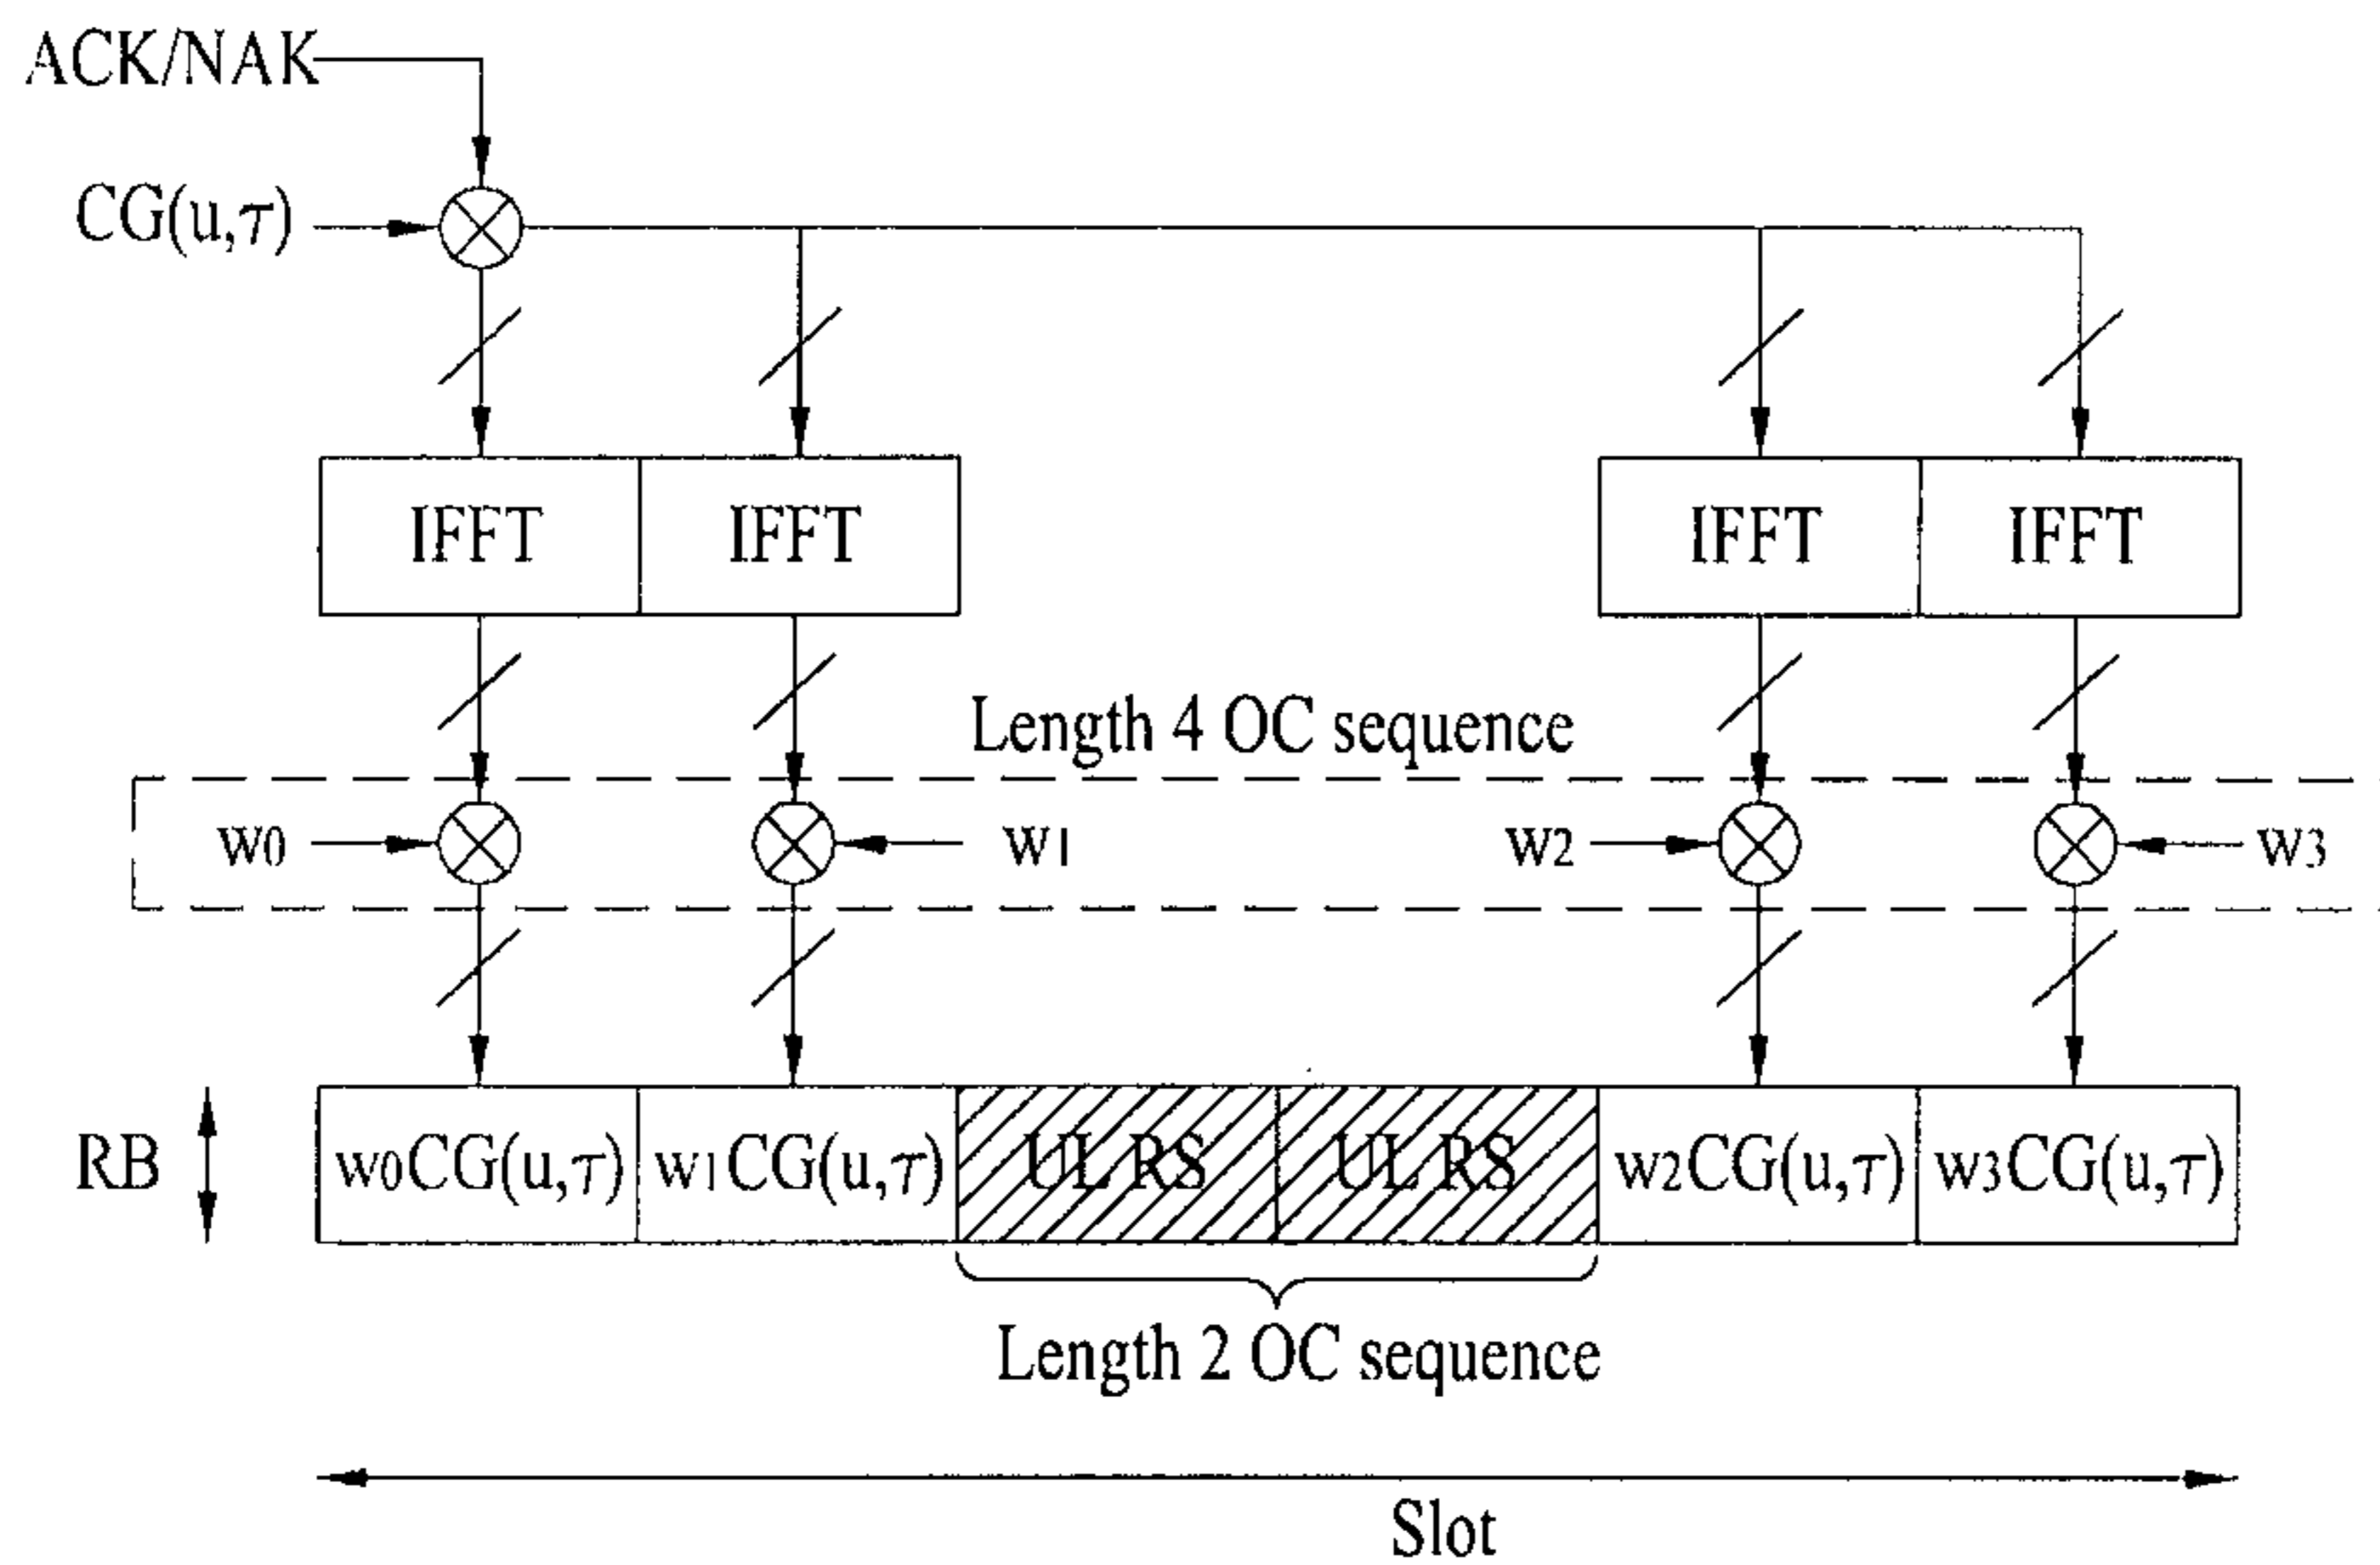 ACK/NAK
CG(u,τ)
IFFT IFFT IFFT IFFT
Length 4 OC sequence
w0 w1 w2 w3
RB w0CG(u,τ) w1CG(u,τ) UL RS UL RS w2CG(u,τ) w3CG(u,τ)
Length 2 OC sequence
Slot